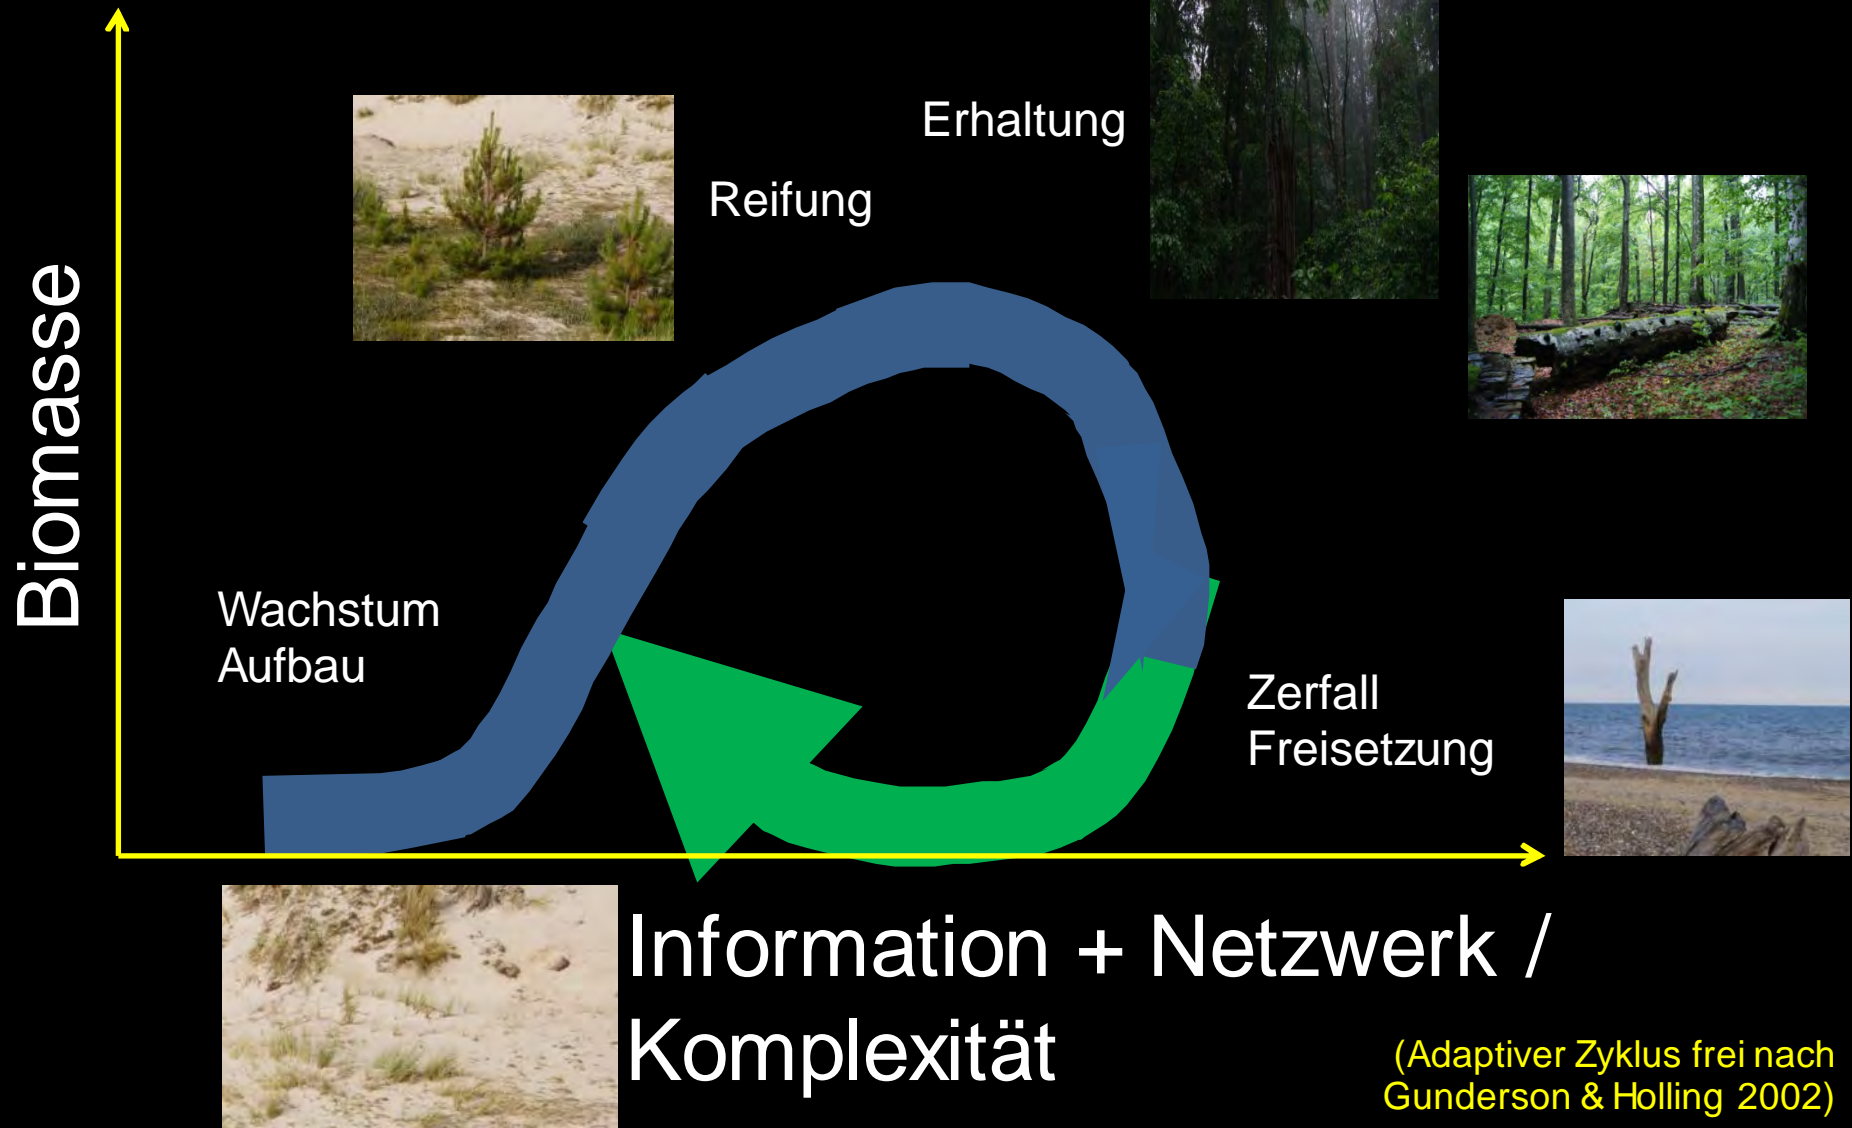 Erhaltung
Reifung
Biomasse
Wachstum
Aufbau
Zerfall
Freisetzung
Information + Netzwerk /
Komplexität
(Adaptiver Zyklus frei nach
Gunderson & Holling 2002)